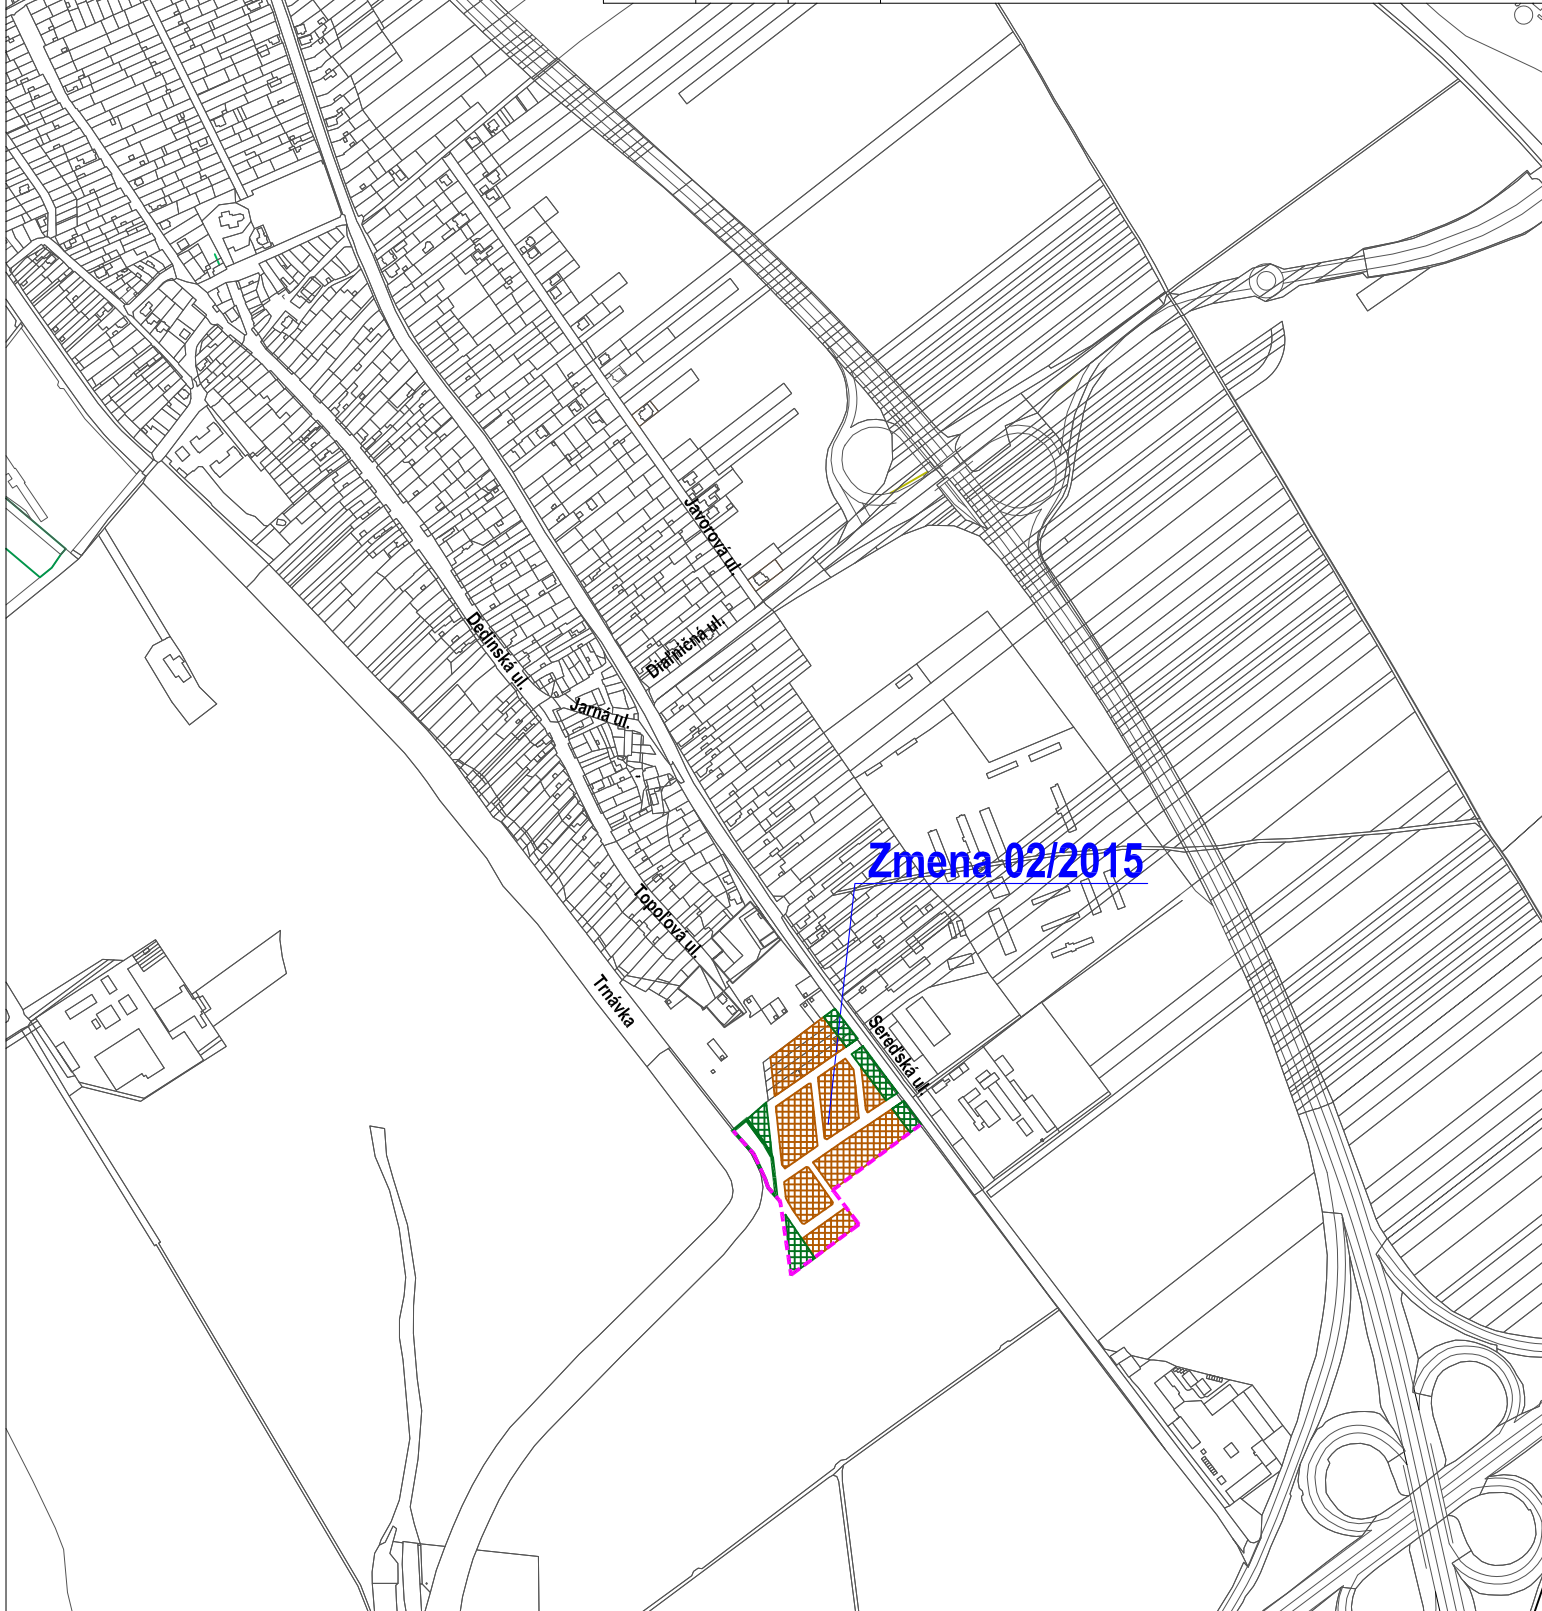 Javorová ul.
Dedinská ul.
Diaľničná ul.
Jarná ul.
Zmena 02/2015
Topoľová ul.
Trnávka
Sereďská ul.